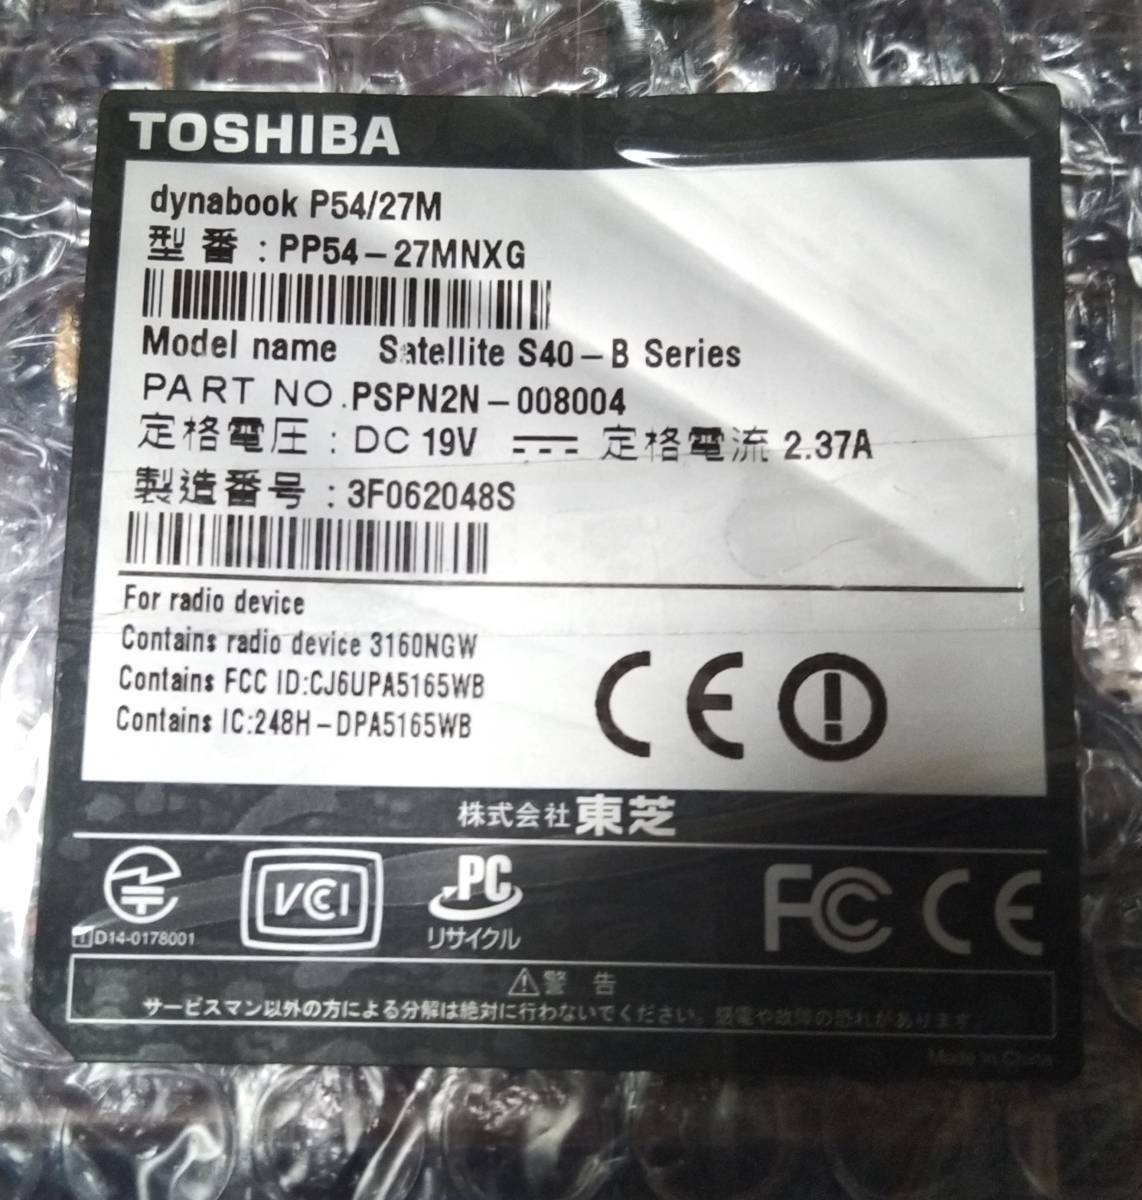 TOSHIBA
dynabook P54/27M
型 番 : PP54-27MNXG
Model name Satellite S40-B Series
PART NO.PSPN2N-008004
定格電圧 : DC 19V 定格電流 2.37A
製造番号 : 3F062048S
For radio device
Contains radio device 3160NGW
Contains FCC ID:CJ6UPA5165WB
Contains IC:248H-DPA5165WB
CE
株式会社 東芝
VCCI PC FC CE
リサイクル
T D14-0178001
警 告
サービスマン以外の方による分解は絶対に行わないでください。感電や故障の恐れがあります。
Made in China